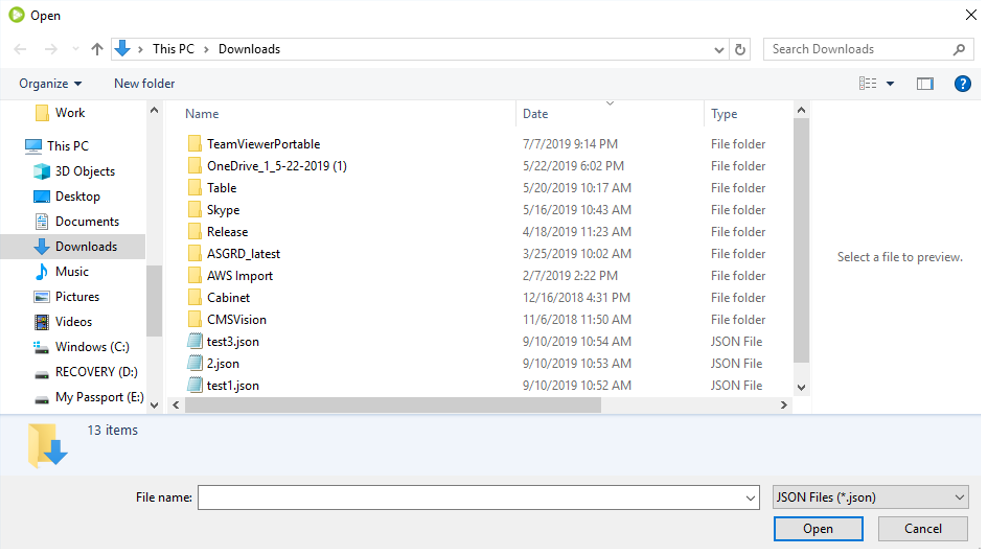 Open
This PC > Downloads
Search Downloads
Organize New folder
Work
This PC
3D Objects
Desktop
Documents
Downloads
Music
Pictures
Videos
Windows (C:)
RECOVERY (D:)
My Passport (E:)
Name Date Type
TeamViewerPortable 7/7/2019 9:14 PM File folder
OneDrive_1_5-22-2019 (1) 5/22/2019 6:02 PM File folder
Table 5/20/2019 10:17 AM File folder
Skype 5/16/2019 10:43 AM File folder
Release 4/18/2019 11:23 AM File folder
ASGRD_latest 3/25/2019 10:02 AM File folder
AWS Import 2/7/2019 2:22 PM File folder
Cabinet 12/16/2018 4:31 PM File folder
CMSVision 11/6/2018 11:50 AM File folder
test3.json 9/10/2019 10:54 AM JSON File
2.json 9/10/2019 10:53 AM JSON File
test1.json 9/10/2019 10:52 AM JSON File
Select a file to preview.
13 items
File name: JSON Files (*.json)
Open Cancel